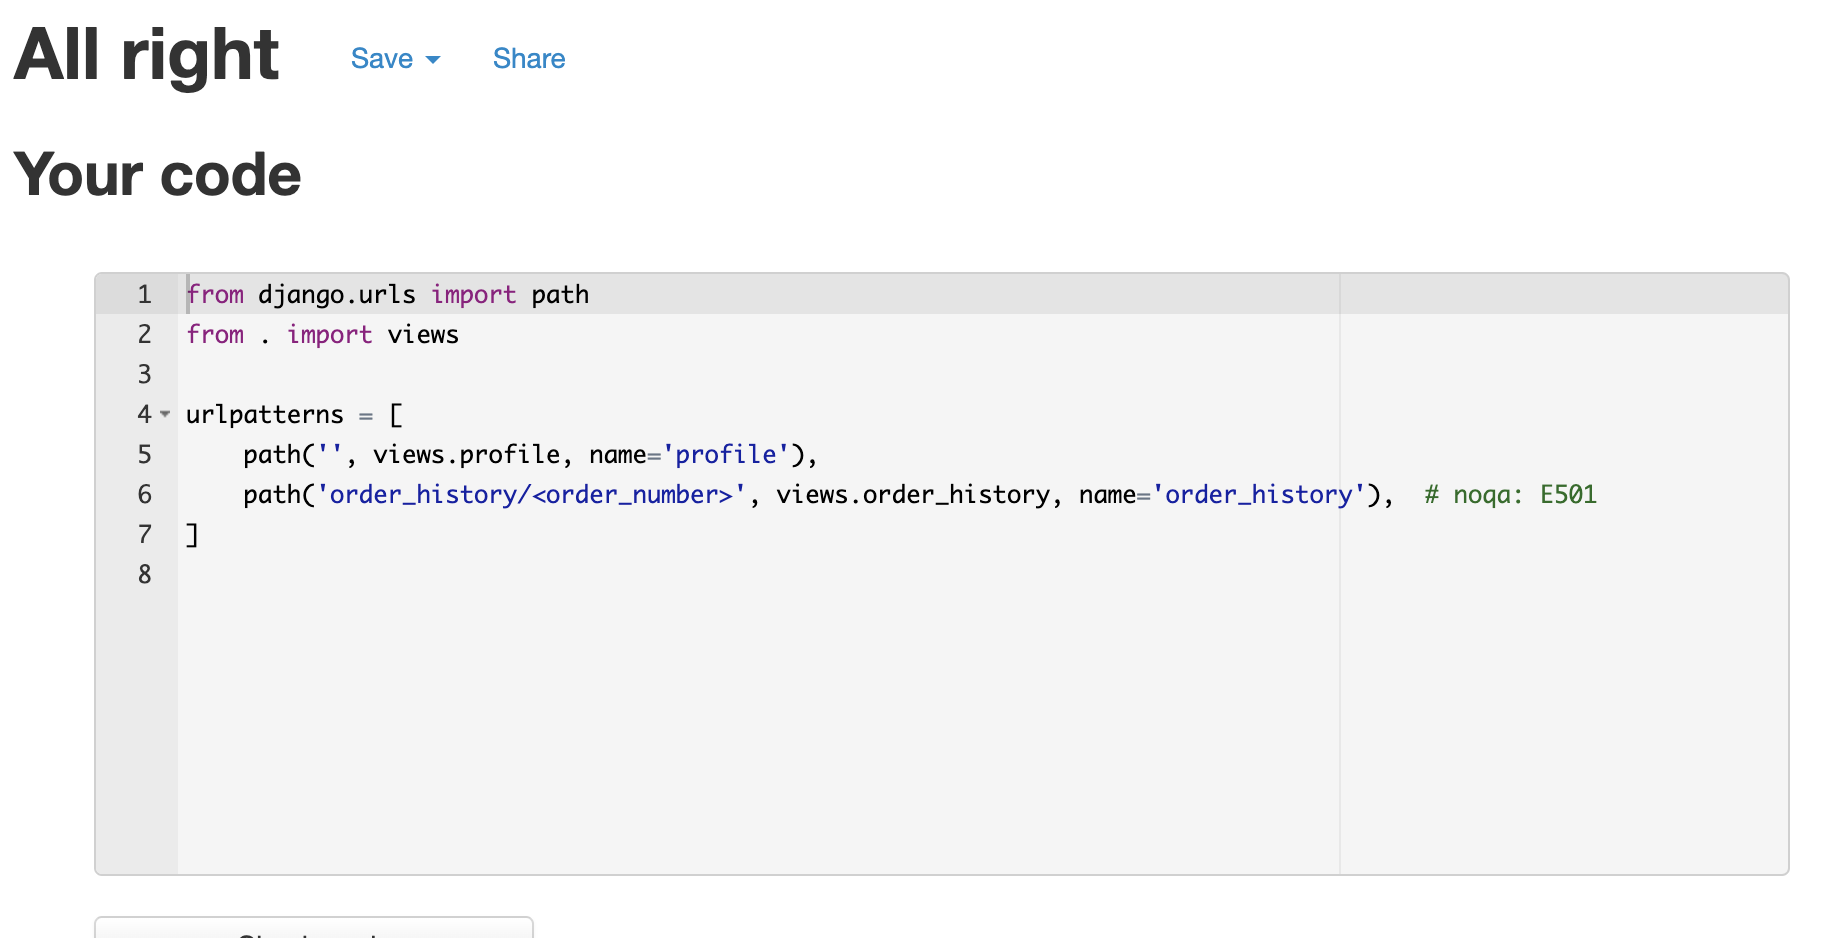 All right Save Share
Your code
1 from django.urls import path
2 from . import views
3
4 urlpatterns = [
5     path('', views.profile, name='profile'),
6     path('order_history/<order_number>', views.order_history, name='order_history'),  # noqa: E501
7 ]
8